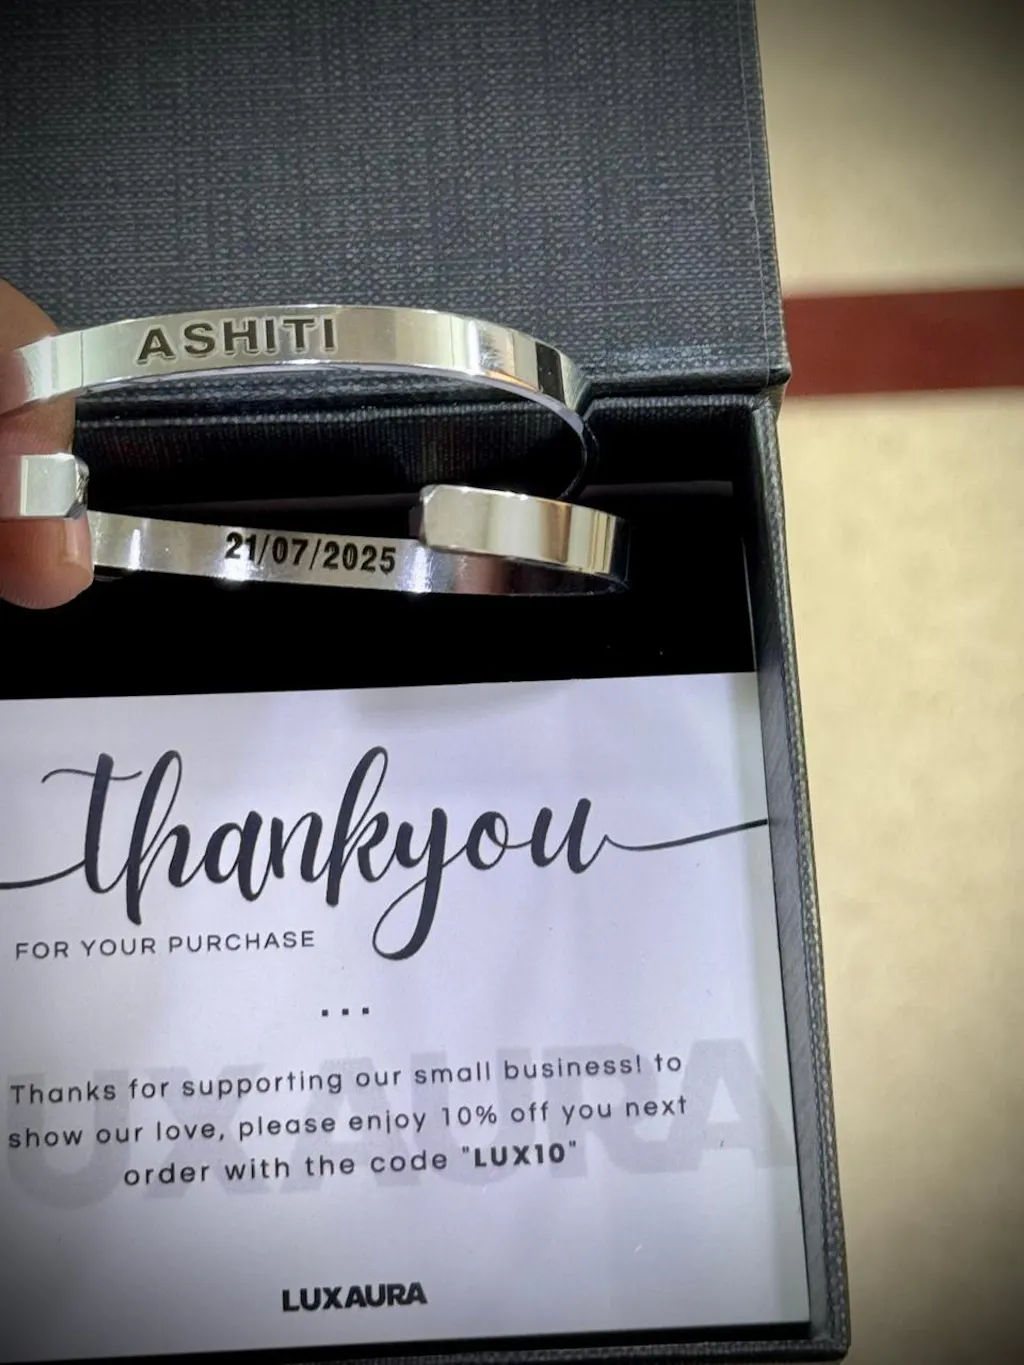 ASHITI
21/07/2025
thankyou
FOR YOUR PURCHASE
...
Thanks for supporting our small business! to
show our love, please enjoy 10% off you next
order with the code "LUX10"
LUXAURA
LUXAURA